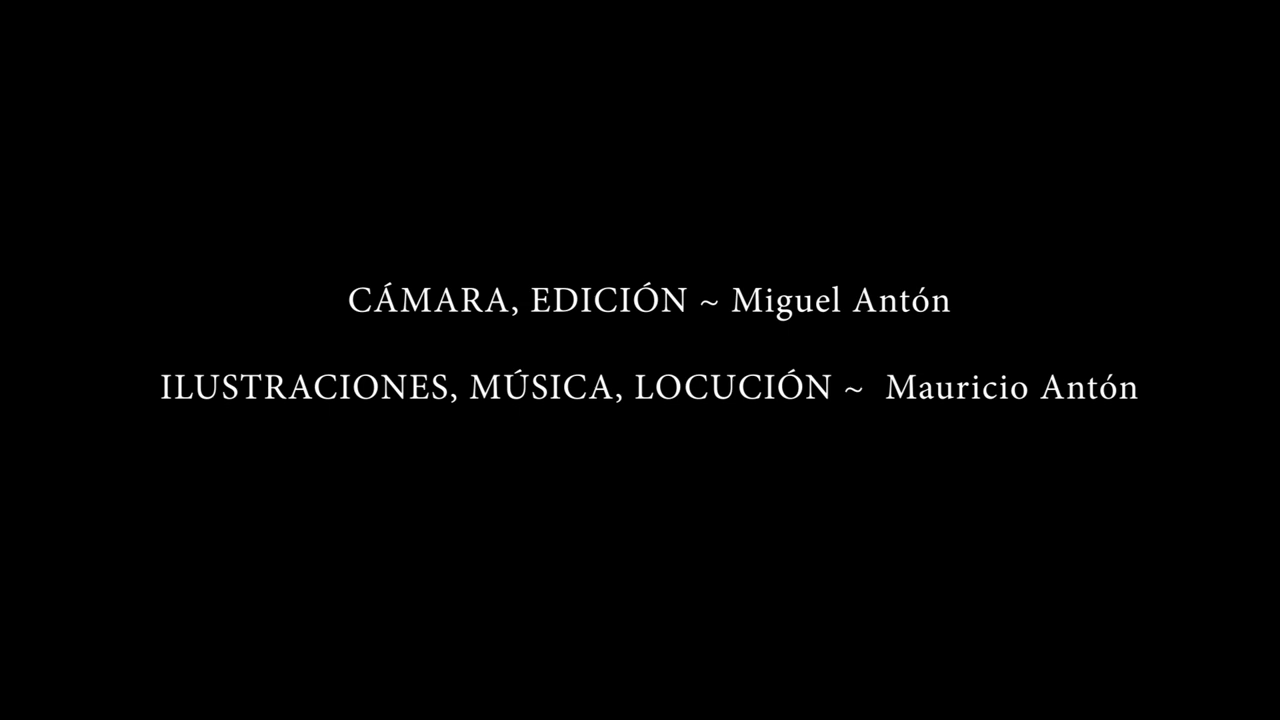 CÁMARA, EDICIÓN ~ Miguel Antón
ILUSTRACIONES, MÚSICA, LOCUCIÓN ~ Mauricio Antón